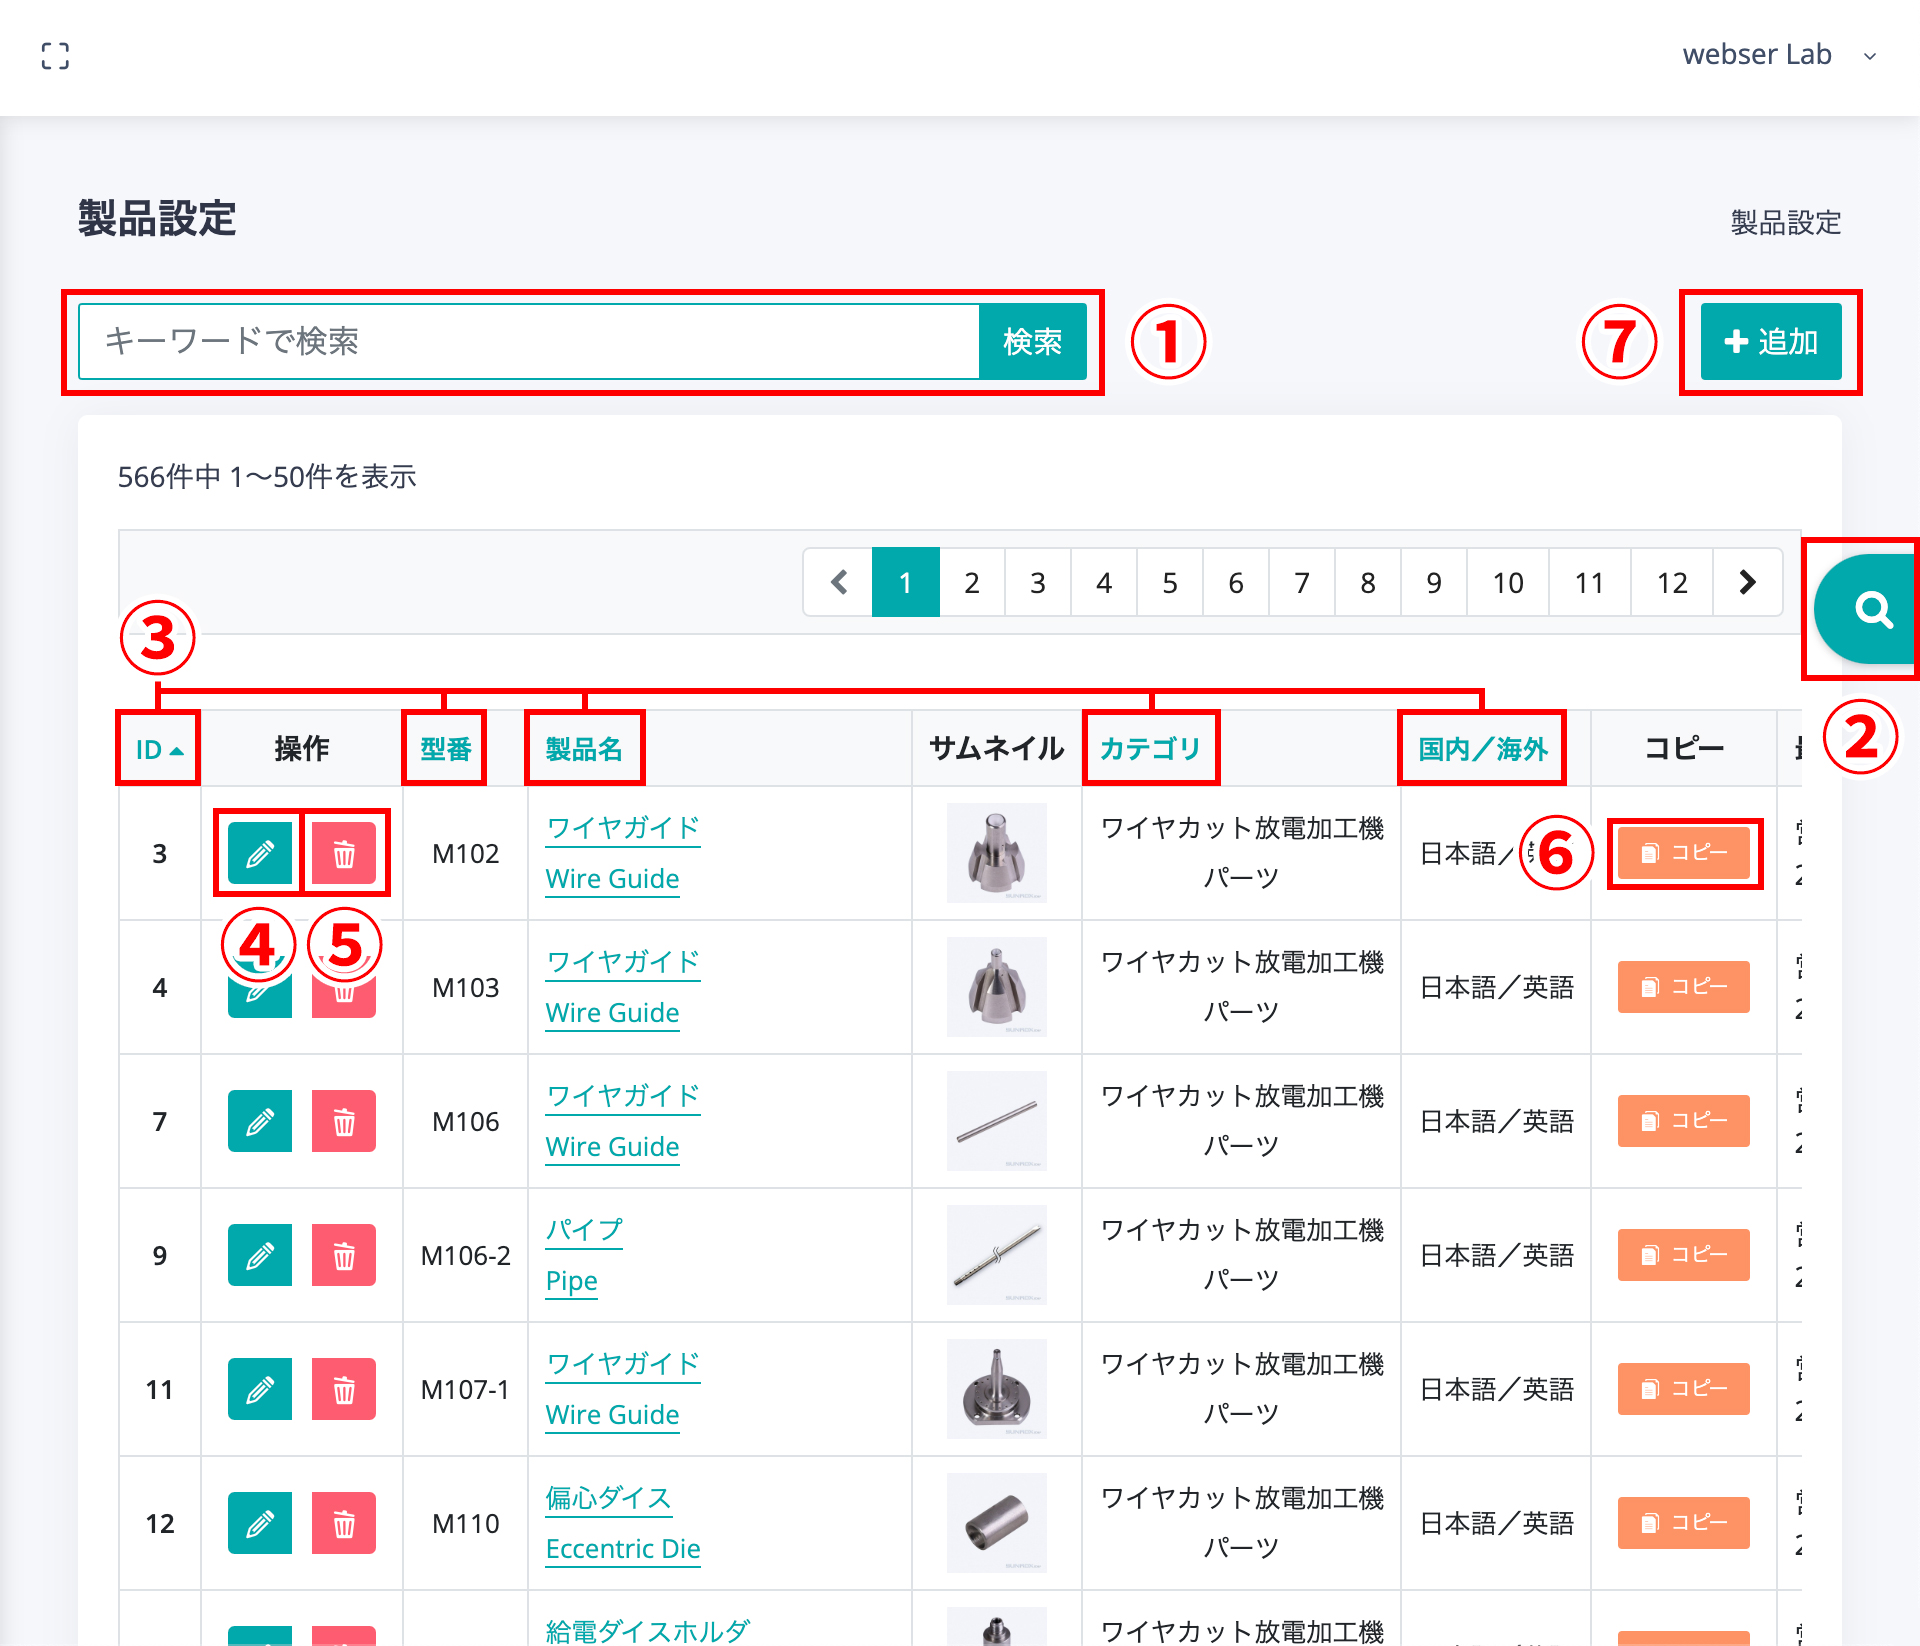 webser Lab
製品設定
製品設定
キーワードで検索
検索
①
⑦
追加
566件中 1～50件を表示
1 2 3 4 5 6 7 8 9 10 11 12
③
②
ID 操作 型番 製品名 サムネイル カテゴリ 国内／海外 コピー
3 M102 ワイヤガイド
Wire Guide
ワイヤカット放電加工機
パーツ
日本語／
⑥
コピー
④ ⑤
4 M103 ワイヤガイド
Wire Guide
ワイヤカット放電加工機
パーツ
日本語／英語
コピー
7 M106 ワイヤガイド
Wire Guide
ワイヤカット放電加工機
パーツ
日本語／英語
コピー
9 M106-2 パイプ
Pipe
ワイヤカット放電加工機
パーツ
日本語／英語
コピー
11 M107-1 ワイヤガイド
Wire Guide
ワイヤカット放電加工機
パーツ
日本語／英語
コピー
12 M110 偏心ダイス
Eccentric Die
ワイヤカット放電加工機
パーツ
日本語／英語
コピー
給電ダイスホルダ
ワイヤカット放電加工機